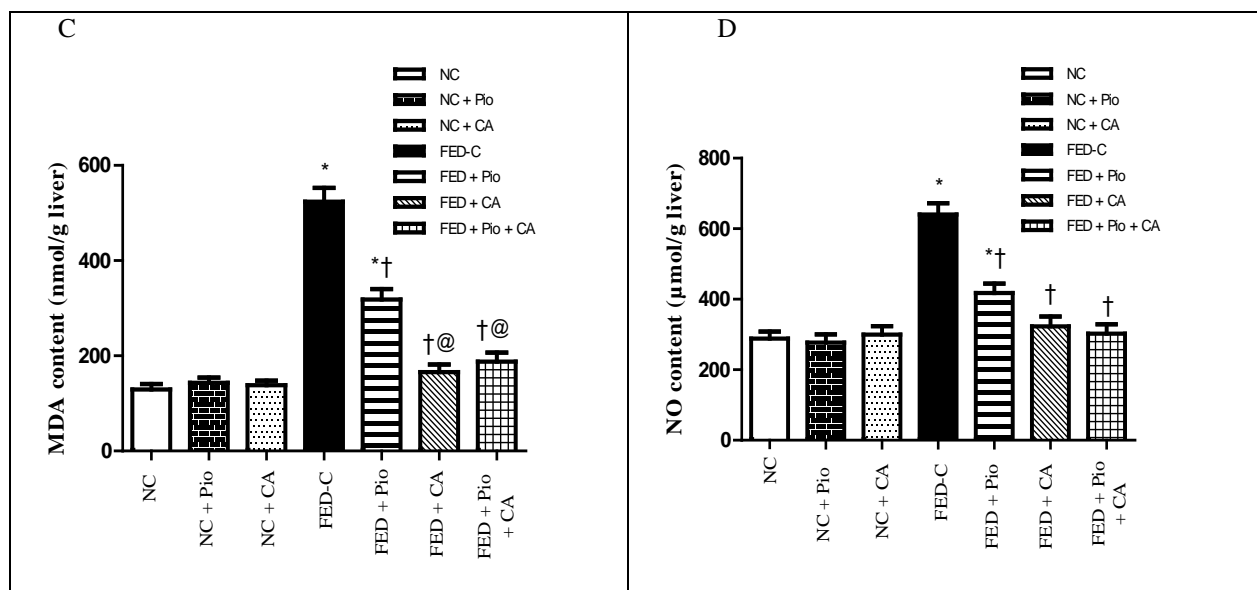 C
NC
NC + Pio
NC + CA
FED-C
FED + Pio
FED + CA
FED + Pio + CA
MDA content (nmol/g liver)
600
400
200
0
*
*†
†@
†@
NC
NC + Pio
NC + CA
FED-C
FED + Pio
FED + CA
FED + Pio
+ CA
D
NC
NC + Pio
NC + CA
FED-C
FED + Pio
FED + CA
FED + Pio + CA
NO content (µmol/g liver)
800
600
400
200
0
*
*†
†
†
NC
NC + Pio
NC + CA
FED-C
FED + Pio
FED + CA
FED + Pio
+ CA